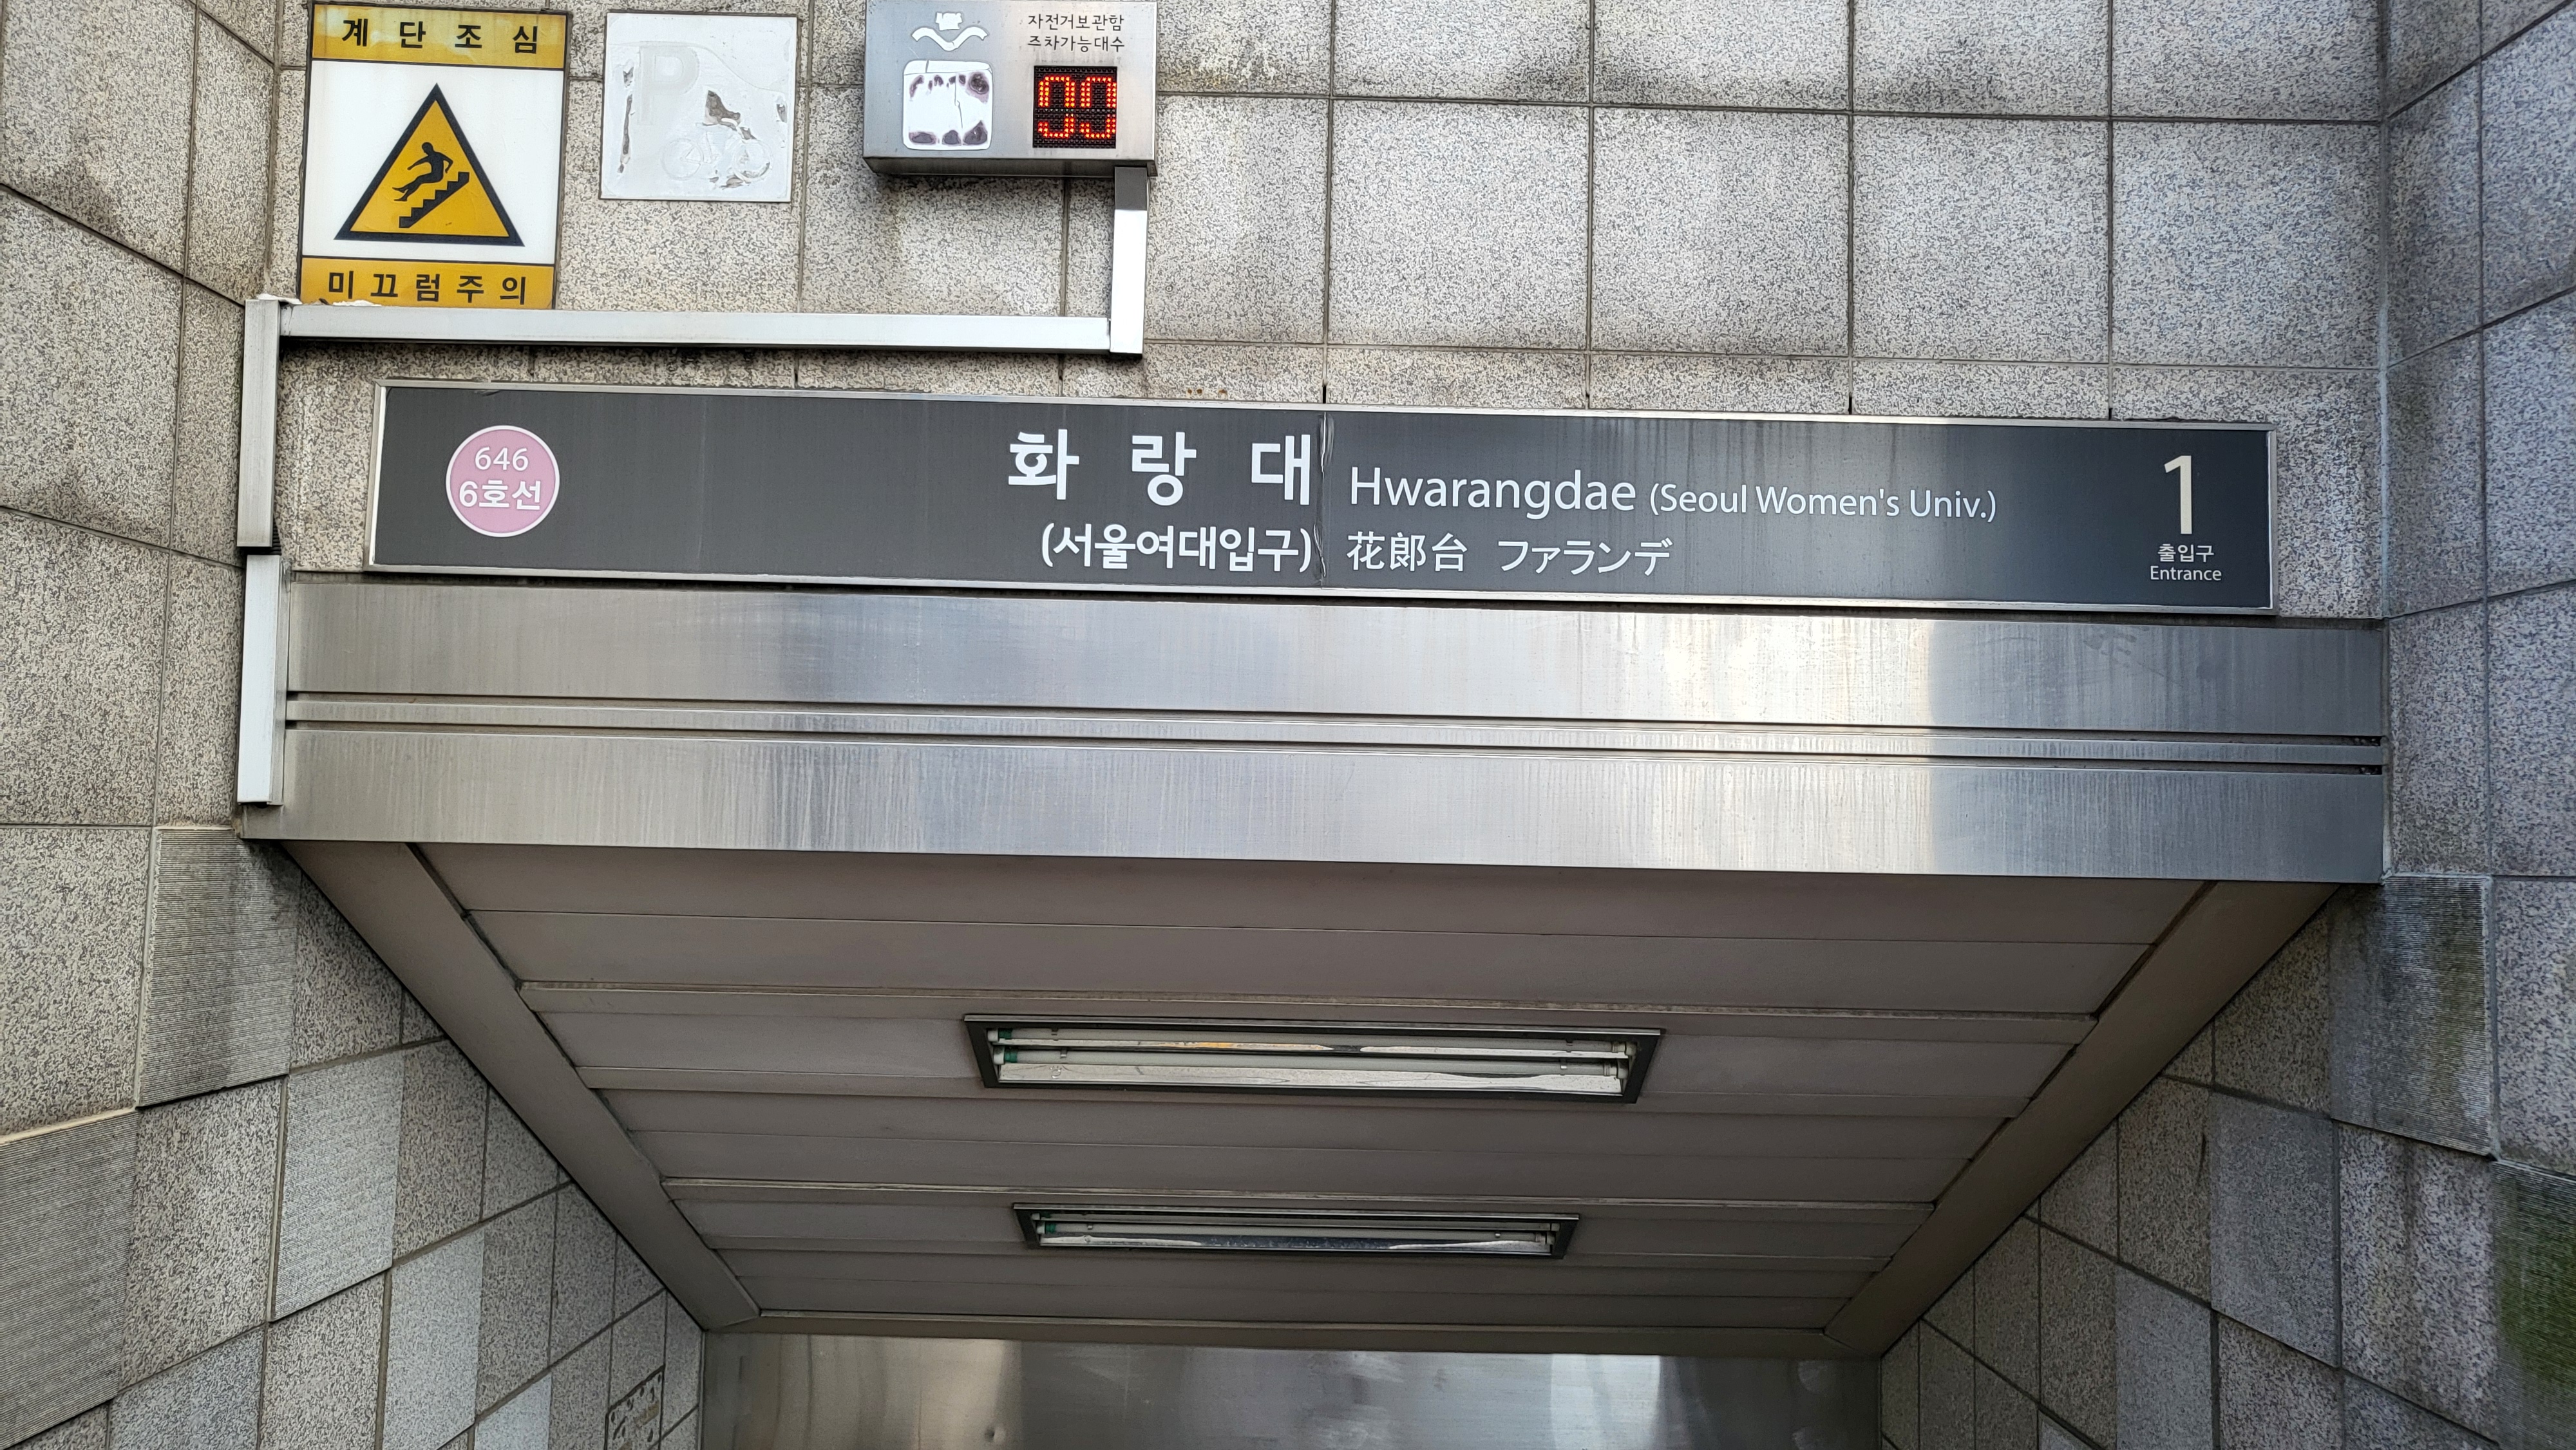 계단조심
미끄럼주의
P
자전거보관함
주차가능대수
99
646
6호선
화랑대
(서울여대입구)
Hwarangdae (Seoul Women's Univ.)
花郞台 ファランデ
1
출입구
Entrance